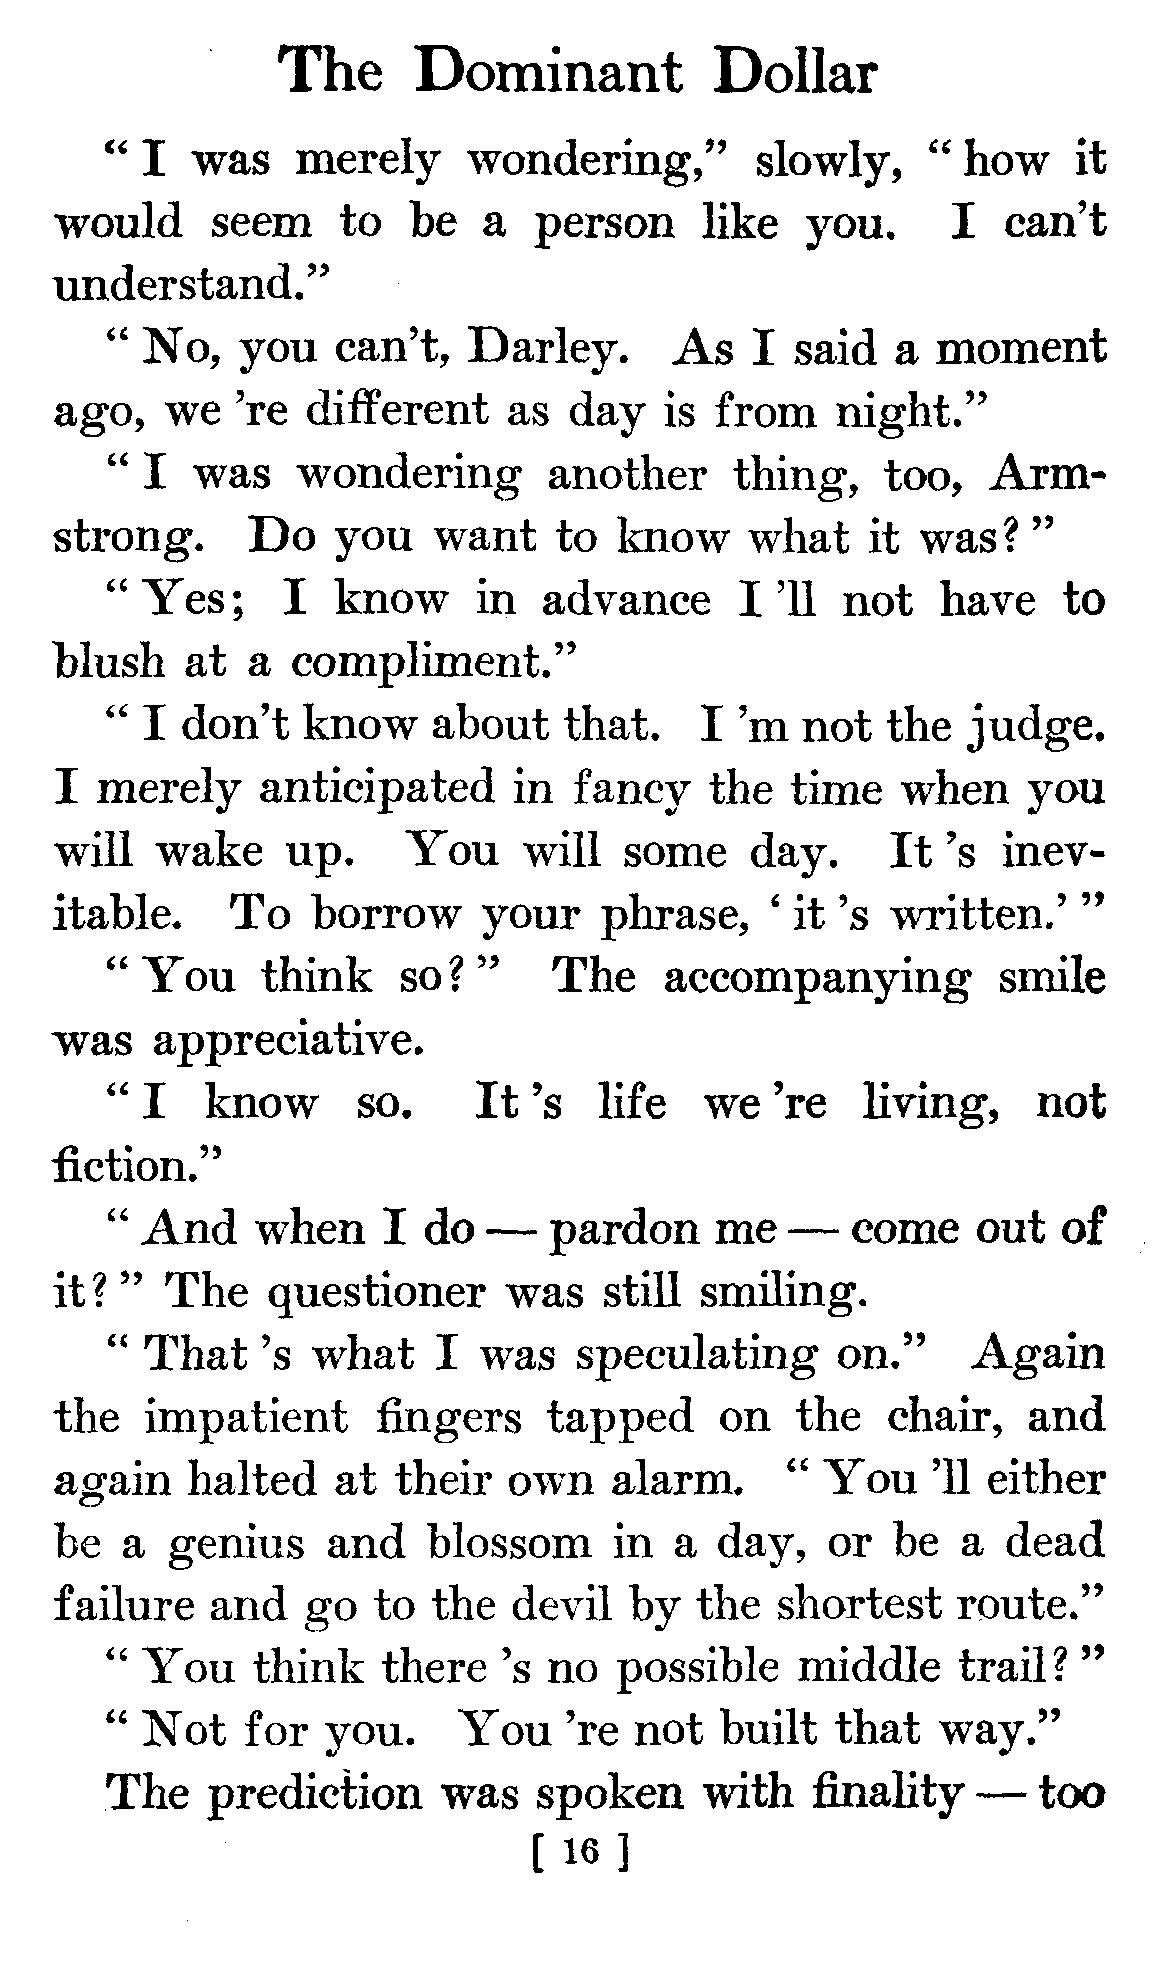 The Dominant Dollar
“ I was merely wondering,” slowly, “ how it
would seem to be a person like you. I can’t
understand.”
“ No, you can’t, Darley. As I said a moment
ago, we ’re different as day is from night.”
“ I was wondering another thing, too, Arm-
strong. Do you want to know what it was? ”
“ Yes; I know in advance I ’ll not have to
blush at a compliment.”
“ I don’t know about that. I ’m not the judge.
I merely anticipated in fancy the time when you
will wake up. You will some day. It ’s inev-
itable. To borrow your phrase, ‘ it ’s written.’ ”
“ You think so? ” The accompanying smile
was appreciative.
“ I know so. It ’s life we ’re living, not
fiction.”
“ And when I do — pardon me — come out of
it? ” The questioner was still smiling.
“ That ’s what I was speculating on.” Again
the impatient fingers tapped on the chair, and
again halted at their own alarm. “ You ’ll either
be a genius and blossom in a day, or be a dead
failure and go to the devil by the shortest route.”
“ You think there ’s no possible middle trail? ”
“ Not for you. You ’re not built that way.”
The prediction was spoken with finality — too
[ 16 ]